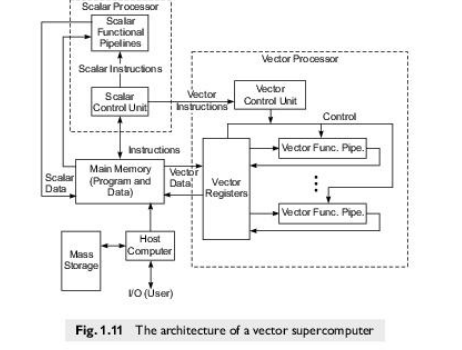 Scalar Processor
Scalar
Functional
Pipelines
Scalar Instructions
Scalar
Control Unit
Vector
Instructions
Vector Processor
Vector
Control Unit
Control
Vector Func. Pipe.
Vector
Registers
Vector Func. Pipe.
Instructions
Main Memory
(Program and
Data)
Vector
Data
Scalar
Data
Mass
Storage
Host
Computer
I/O (User)
Fig. 1.11 The architecture of a vector supercomputer